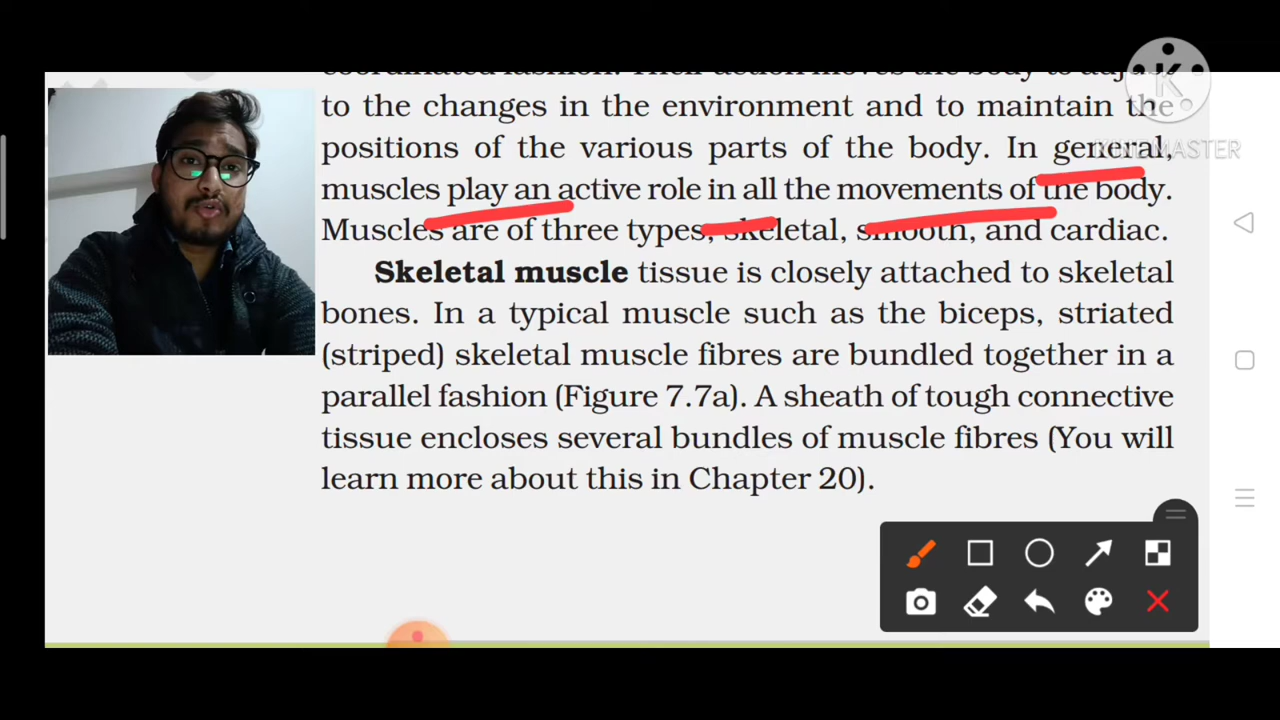 to the changes in the environment and to maintain the
positions of the various parts of the body. In general,
muscles play an active role in all the movements of the body.
Muscles are of three types, skeletal, smooth, and cardiac.
Skeletal muscle tissue is closely attached to skeletal
bones. In a typical muscle such as the biceps, striated
(striped) skeletal muscle fibres are bundled together in a
parallel fashion (Figure 7.7a). A sheath of tough connective
tissue encloses several bundles of muscle fibres (You will
learn more about this in Chapter 20).
K
KINEMASTER